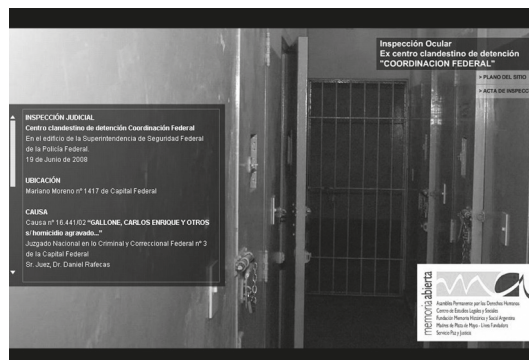 Inspección Ocular
Ex centro clandestino de detención
"COORDINACION FEDERAL"
> PLANO DEL SITIO
> ACTA DE INSPECC
INSPECCIÓN JUDICIAL
Centro clandestino de detención Coordinación Federal
En el edificio de la Superintendencia de Seguridad Federal
de la Policía Federal.
19 de Junio de 2008
UBICACIÓN
Mariano Moreno nº 1417 de Capital Federal
CAUSA
Causa nº 16.441/02 "GALLONE, CARLOS ENRIQUE Y OTROS
s/ homicidio agravado..."
Juzgado Nacional en lo Criminal y Correccional Federal nº 3
de la Capital Federal
Sr. Juez, Dr. Daniel Rafecas
memoria abierta
Asamblea Permanente por los Derechos Humanos
Centro de Estudios Legales y Sociales
Fundación Memoria Histórica y Social Argentina
Madres de Plaza de Mayo - Línea Fundadora
Servicio Paz y Justicia